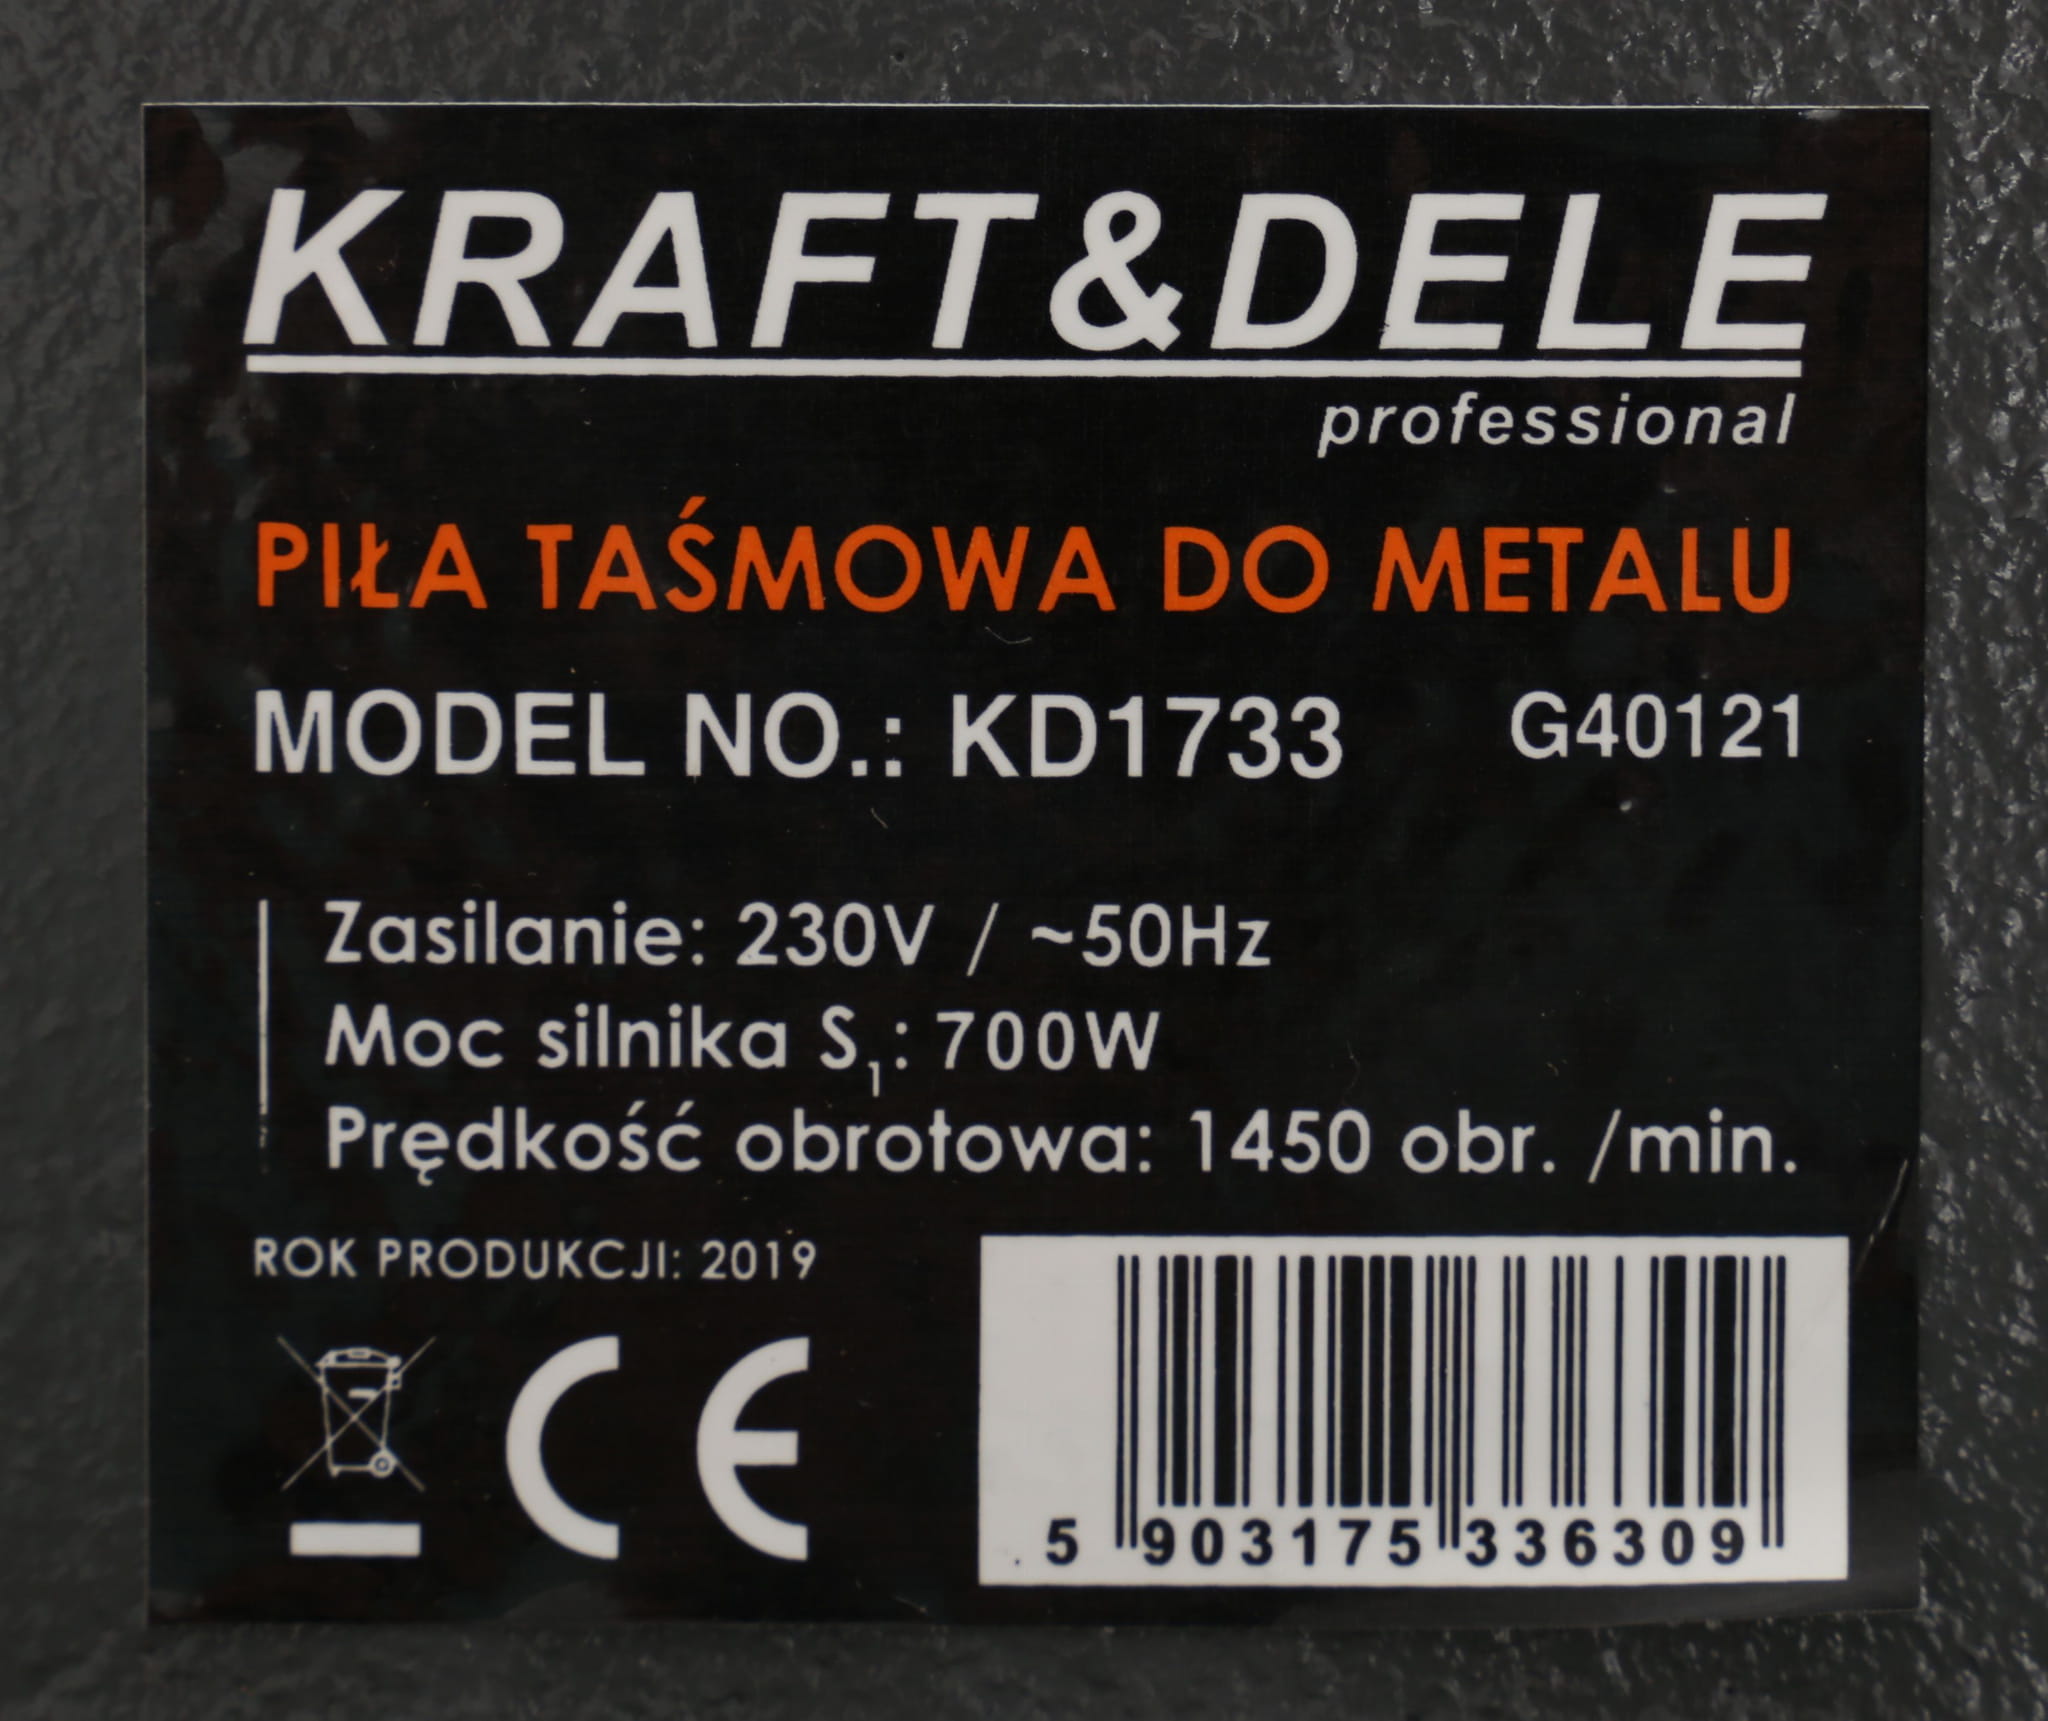 KRAFT&DELE
professional
PIŁA TAŚMOWA DO METALU
MODEL NO.: KD1733 G40121
Zasilanie: 230V / ~50Hz
Moc silnika S₁: 700W
Prędkość obrotowa: 1450 obr. /min.
ROK PRODUKCJI: 2019
CE
5 903175 336309